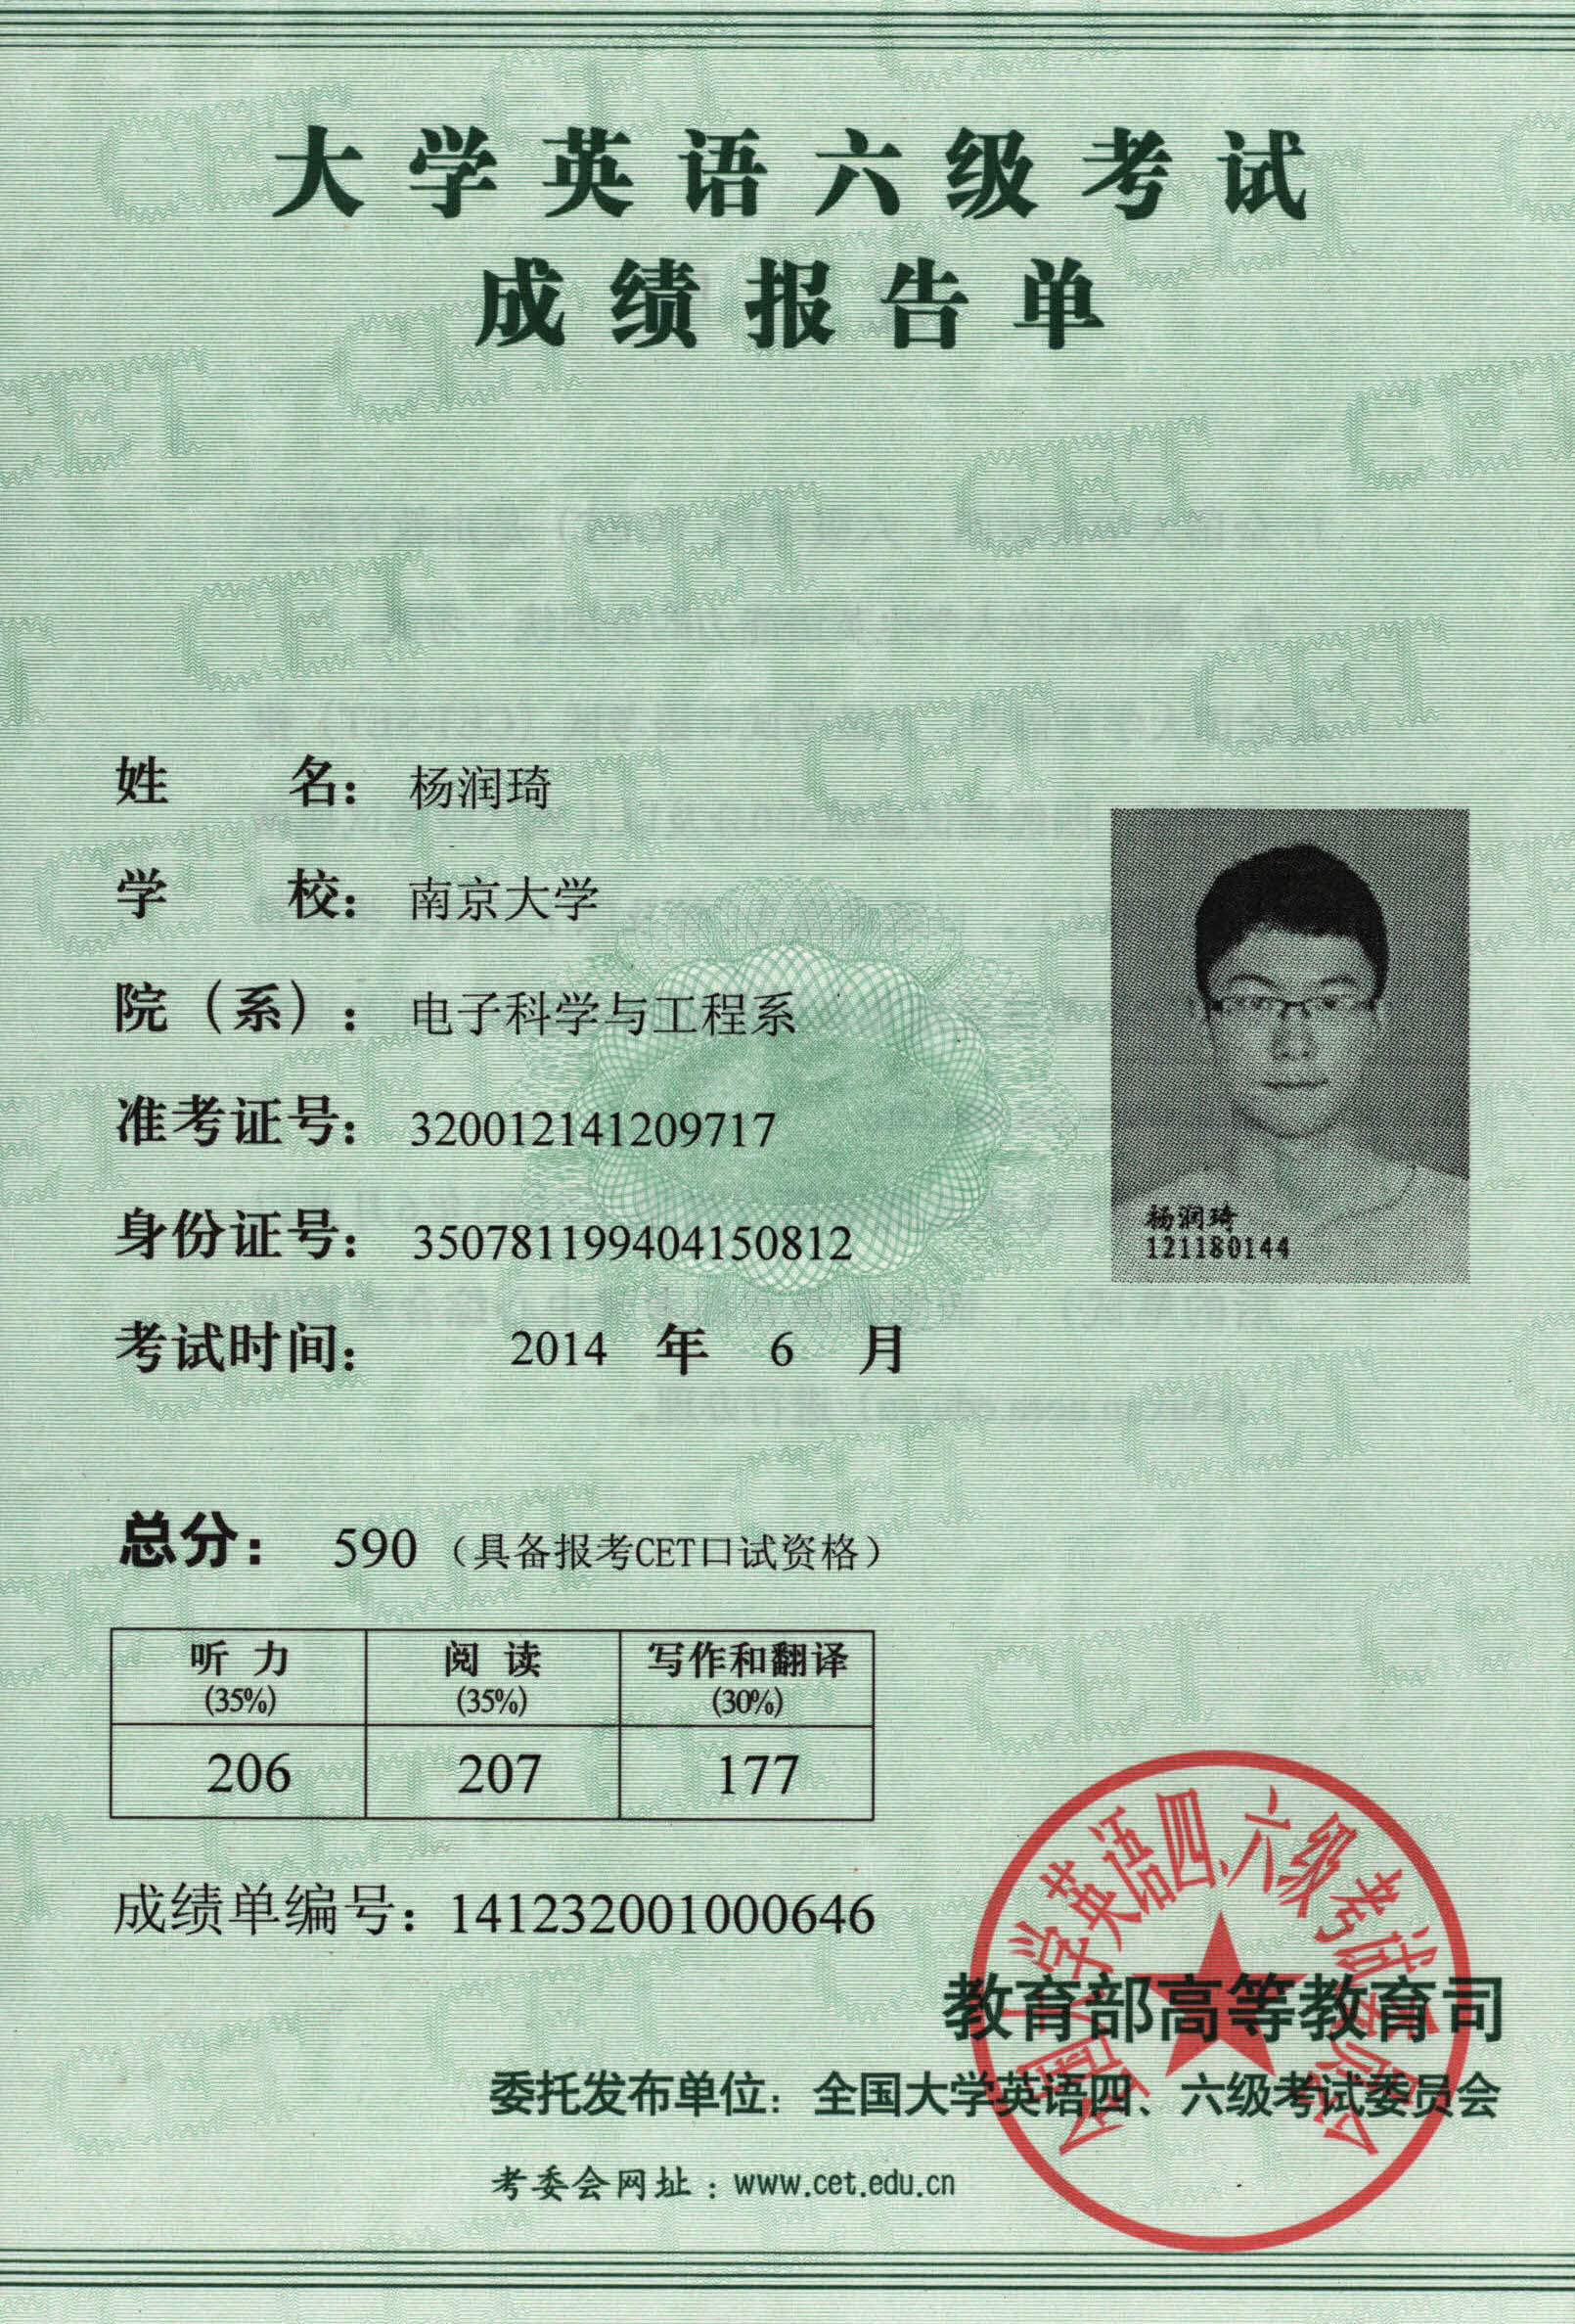 大学英语六级考试
成绩报告单
姓 名： 杨润琦
学 校： 南京大学
院（系）： 电子科学与工程系
准考证号： 320012141209717
身份证号： 350781199404150812
考试时间： 2014 年 6 月
杨润琦
121180144
总分： 590 （具备报考CET口试资格）
听 力 阅 读 写作和翻译
(35%) (35%) (30%)
206 207 177
成绩单编号：141232001000646
全国大学英语四、六级考试委员会
教育部高等教育司
委托发布单位：全国大学英语四、六级考试委员会
考委会网址：www.cet.edu.cn